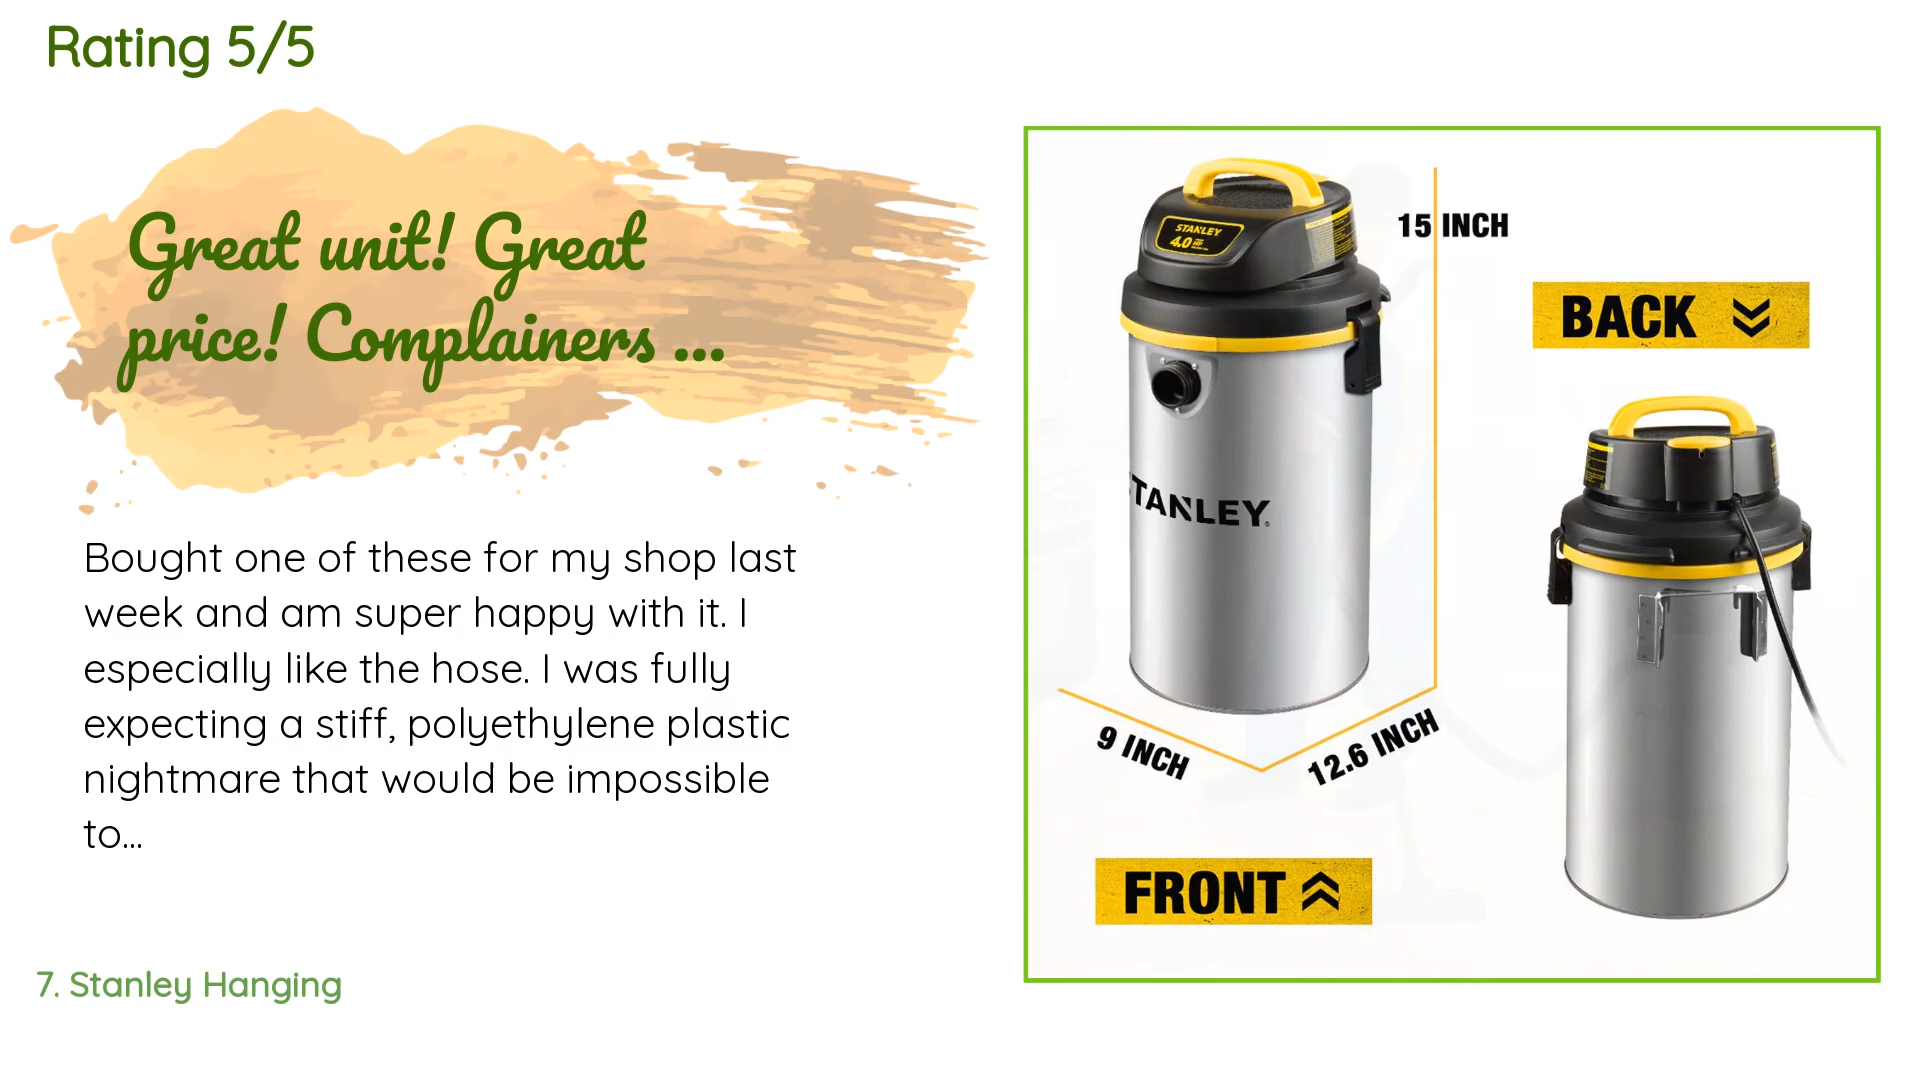 Rating 5/5
Great unit! Great
price! Complainers ...
Bought one of these for my shop last
week and am super happy with it. I
especially like the hose. I was fully
expecting a stiff, polyethylene plastic
nightmare that would be impossible
to...
7. Stanley Hanging
STANLEY
4.0 HP
15 INCH
BACK
TANLEY
9 INCH
12.6 INCH
FRONT